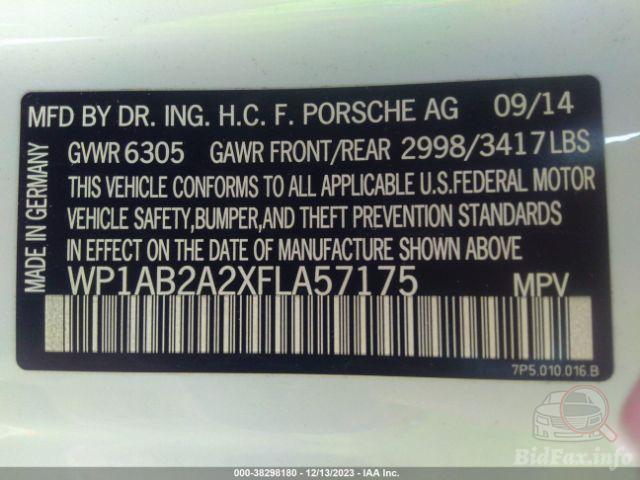 MFD BY DR. ING. H.C. F. PORSCHE AG 09/14
GVWR 6305 GAWR FRONT/REAR 2998/3417LBS
THIS VEHICLE CONFORMS TO ALL APPLICABLE U.S.FEDERAL MOTOR
VEHICLE SAFETY,BUMPER,AND THEFT PREVENTION STANDARDS
IN EFFECT ON THE DATE OF MANUFACTURE SHOWN ABOVE
WP1AB2A2XFLA57175 MPV
7P5.010.016.B
MADE IN GERMANY
BidFax.info
000-38298180 - 12/13/2023 - IAA Inc.